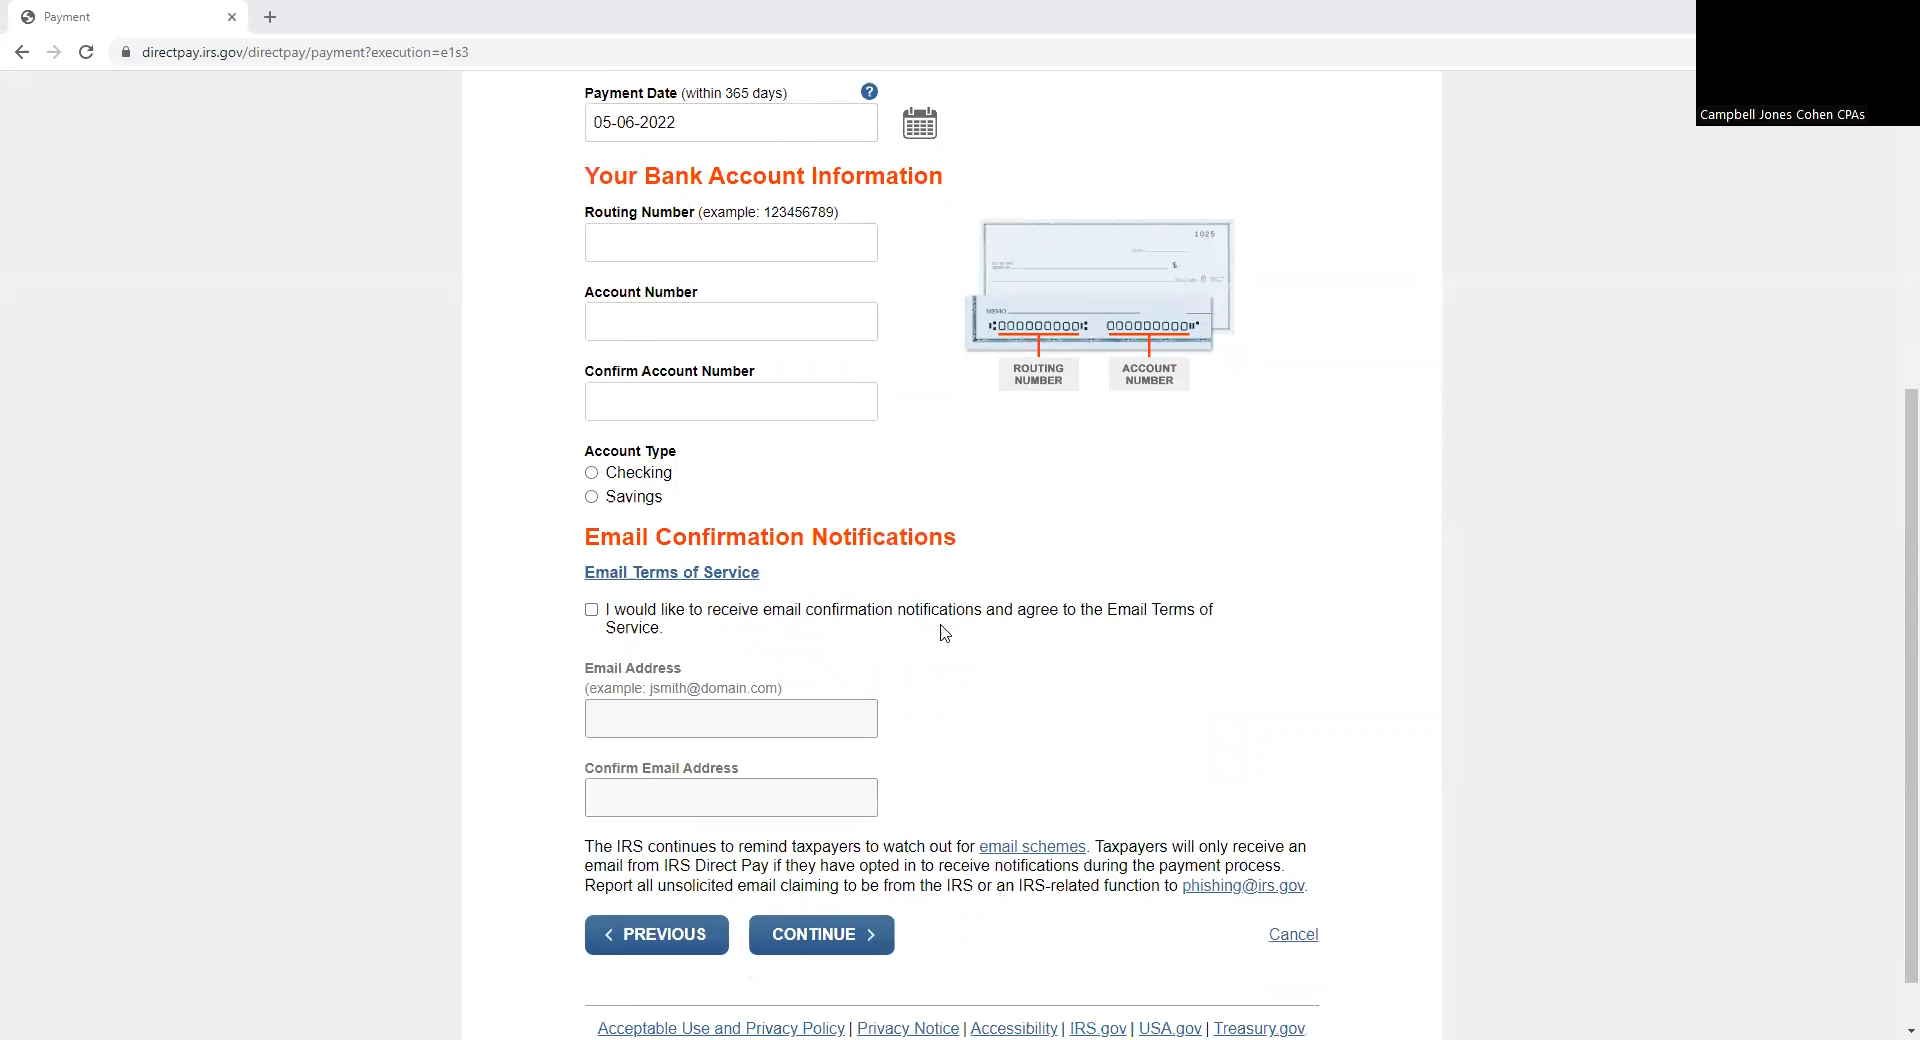 Payment
directpay.irs.gov/directpay/payment?execution=e1s3
Campbell Jones Cohen CPAs
Payment Date (within 365 days)
?
05-06-2022
Your Bank Account Information
Routing Number (example: 123456789)
1025
$
MEMO
000000000 000000000
ROUTING
NUMBER
ACCOUNT
NUMBER
Account Number
Confirm Account Number
Account Type
Checking
Savings
Email Confirmation Notifications
Email Terms of Service
I would like to receive email confirmation notifications and agree to the Email Terms of
Service.
Email Address
(example: jsmith@domain.com)
Confirm Email Address
The IRS continues to remind taxpayers to watch out for email schemes. Taxpayers will only receive an
email from IRS Direct Pay if they have opted in to receive notifications during the payment process.
Report all unsolicited email claiming to be from the IRS or an IRS-related function to phishing@irs.gov.
< PREVIOUS
CONTINUE >
Cancel
Acceptable Use and Privacy Policy | Privacy Notice | Accessibility | IRS.gov | USA.gov | Treasury.gov